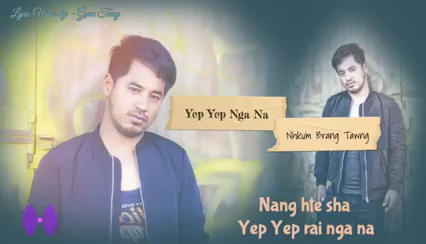 Yep Yep Nga Na
Nhkum Brang Tawng
Nang hte sha
Yep Yep rai nga na